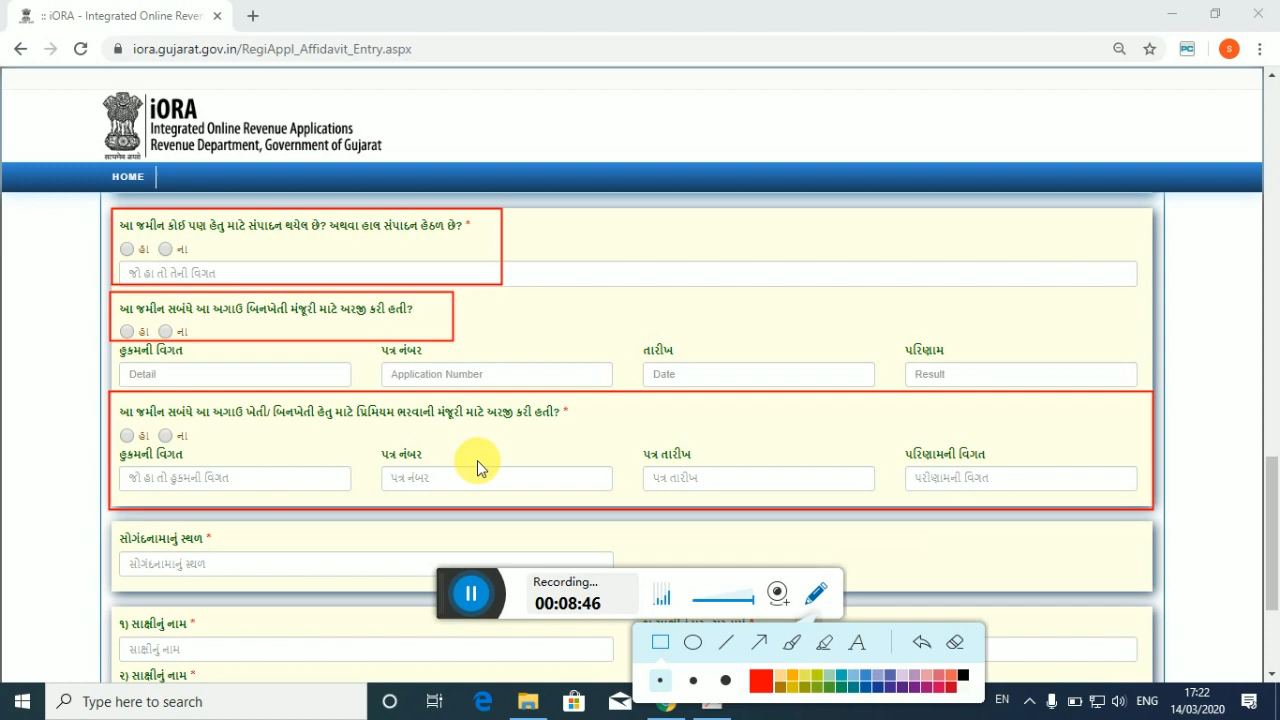 :: iORA - Integrated Online Reven
iora.gujarat.gov.in/RegiAppl_Affidavit_Entry.aspx
PC
S
सत्यमेव जयते
iORA
Integrated Online Revenue Applications
Revenue Department, Government of Gujarat
HOME
આ જમીન કોઈ પણ હેતુ માટે સંપાદન થયેલ છે? અથવા હાલ સંપાદન હેઠળ છે? *
હા ના
જો હા તો તેની વિગત
આ જમીન સબંધે આ અગાઉ બિનખેતી મંજૂરી માટે અરજી કરી હતી?
હા ના
હુકમની વિગત પત્ર નંબર તારીખ પરિણામ
Detail Application Number Date Result
આ જમીન સબંધે આ અગાઉ ખેતી/ બિનખેતી હેતુ માટે પ્રિમિયમ ભરવાની મંજૂરી માટે અરજી કરી હતી? *
હા ના
હુકમની વિગત પત્ર નંબર પત્ર તારીખ પરિણામની વિગત
જો હા તો હુકમની વિગત પત્ર નંબર પત્ર તારીખ પરીણામની વિગત
સોગંદનામાનું સ્થળ *
સોગંદનામાનું સ્થળ
Recording...
00:08:46
૧) સાક્ષીનું નામ *
સાક્ષીનું નામ
૨) સાક્ષીનું નામ *
A
Type here to search
EN ENG 17:22
14/03/2020